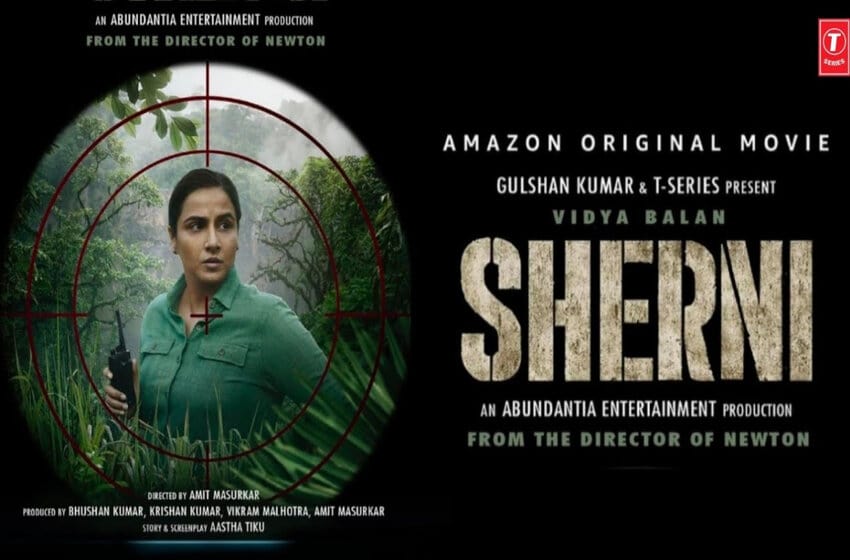 AN ABUNDANTIA ENTERTAINMENT PRODUCTION
FROM THE DIRECTOR OF NEWTON
DIRECTED BY AMIT MASURKAR
PRODUCED BY BHUSHAN KUMAR, KRISHAN KUMAR, VIKRAM MALHOTRA, AMIT MASURKAR
STORY & SCREENPLAY AASTHA TIKU
T
SERIES
AMAZON ORIGINAL MOVIE
GULSHAN KUMAR & T-SERIES PRESENT
VIDYA BALAN
SHERNI
AN ABUNDANTIA ENTERTAINMENT PRODUCTION
FROM THE DIRECTOR OF NEWTON